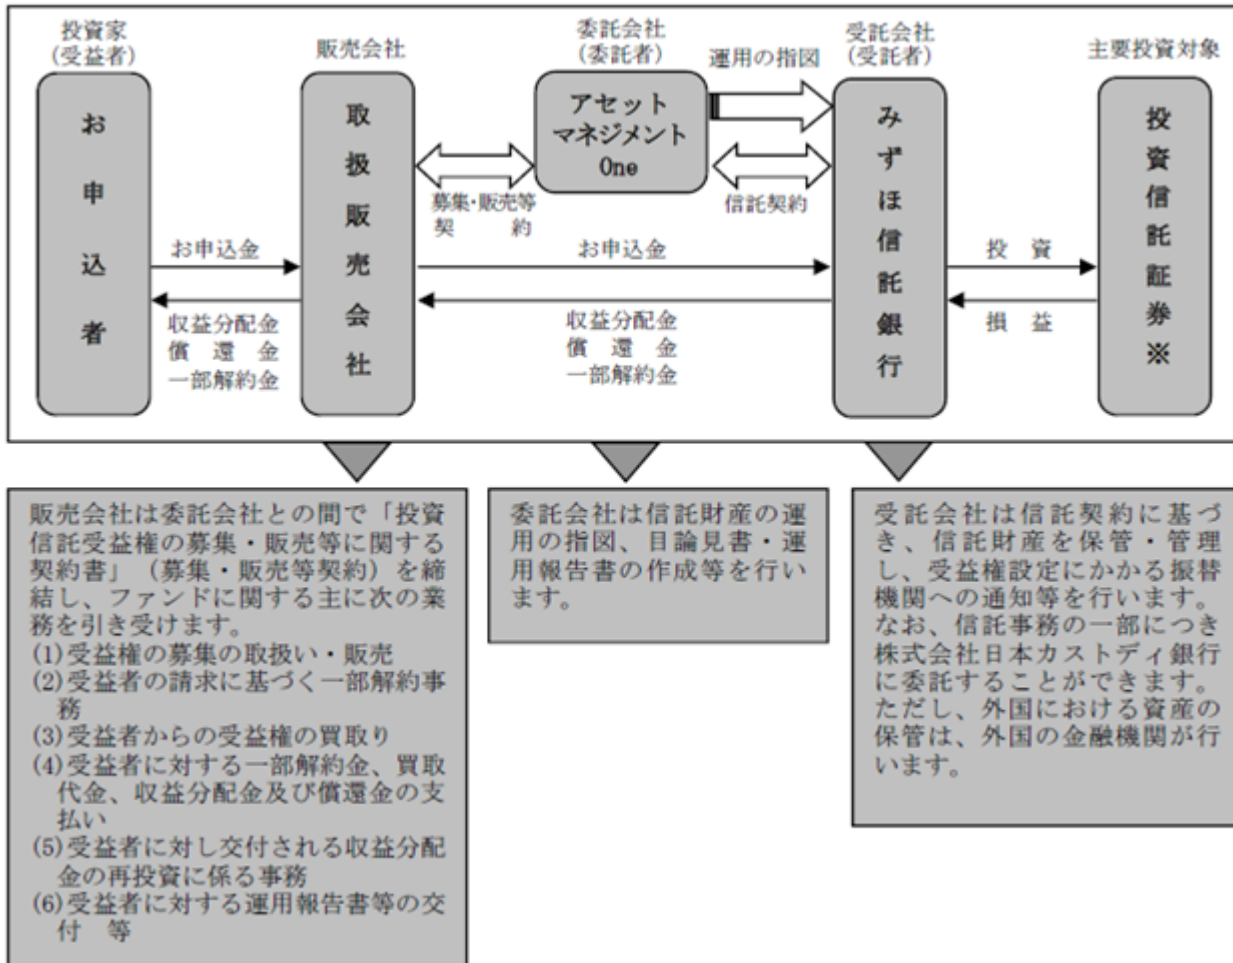 投資家
(受益者)
販売会社
委託会社
(委託者)
運用の指図
受託会社
(受託者)
主要投資対象
お申込者
取扱販売会社
アセット
マネジメント
One
みずほ信託銀行
投資信託証券※
募集・販売等
契　約
信託契約
お申込金
お申込金
投　資
収益分配金
償　還　金
一部解約金
収益分配金
償　還　金
一部解約金
損　益
販売会社は委託会社との間で「投資
信託受益権の募集・販売等に関する
契約書」（募集・販売等契約）を締
結し、ファンドに関する主に次の業
務を引き受けます。
(1)受益権の募集の取扱い・販売
(2)受益者の請求に基づく一部解約事
務
(3)受益者からの受益権の買取り
(4)受益者に対する一部解約金、買取
代金、収益分配金及び償還金の支
払い
(5)受益者に対し交付される収益分配
金の再投資に係る事務
(6)受益者に対する運用報告書等の交
付　等
委託会社は信託財産の運
用の指図、目論見書・運
用報告書の作成等を行い
ます。
受託会社は信託契約に基づ
き、信託財産を保管・管理
し、受益権設定にかかる振替
機関への通知等を行います。
なお、信託事務の一部につき
株式会社日本カストディ銀行
に委託することができます。
ただし、外国における資産の
保管は、外国の金融機関が行
います。